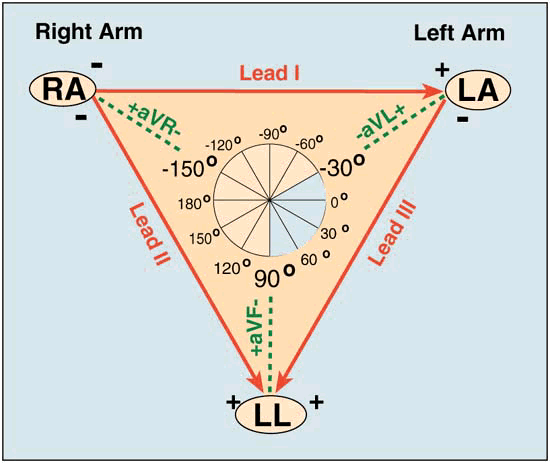 Right Arm
Left Arm
-
+
Lead I
RA
LA
-
-
+aVR-
-aVL+
-90°
-120°
-60°
-150°
-30°
180°
0°
150°
30°
120°
60°
90°
Lead II
Lead III
+aVF-
+
LL
+